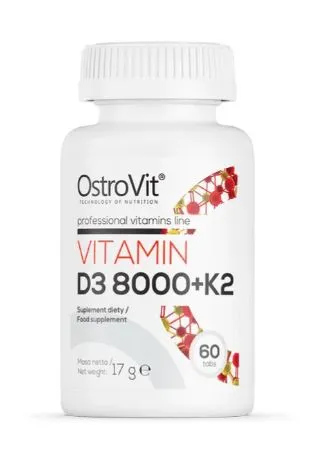 OstroVit®
TECHNOLOGY OF NUTRITION
professional vitamins line
VITAMIN
D3 8000+K2
Suplement diety /
Food supplement
Masa netto /
Net weight: 17 g e
60
tabs